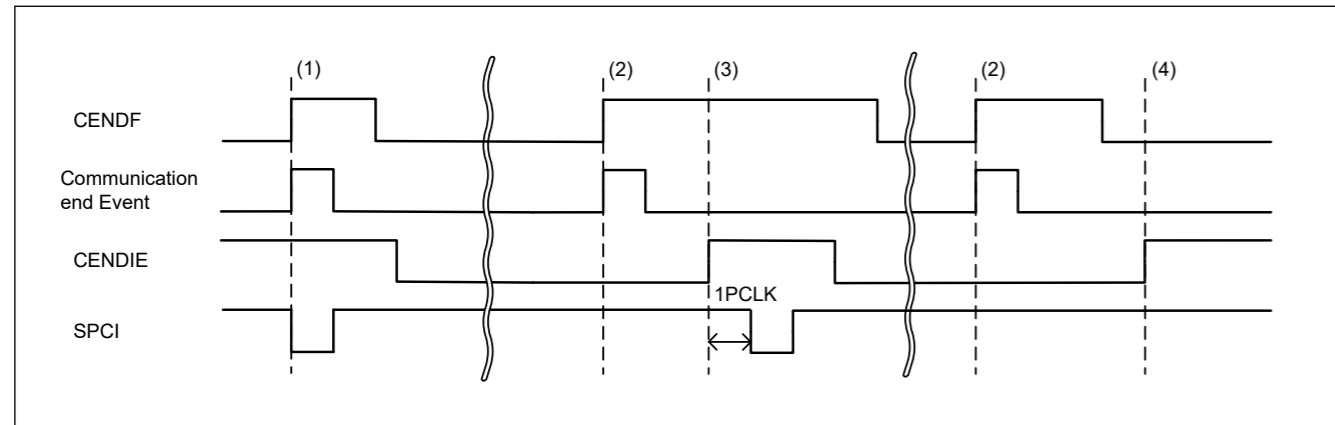 (1)
(2)
(3)
(2)
(4)
CENDF
Communication
end Event
CENDIE
1PCLK
SPCI